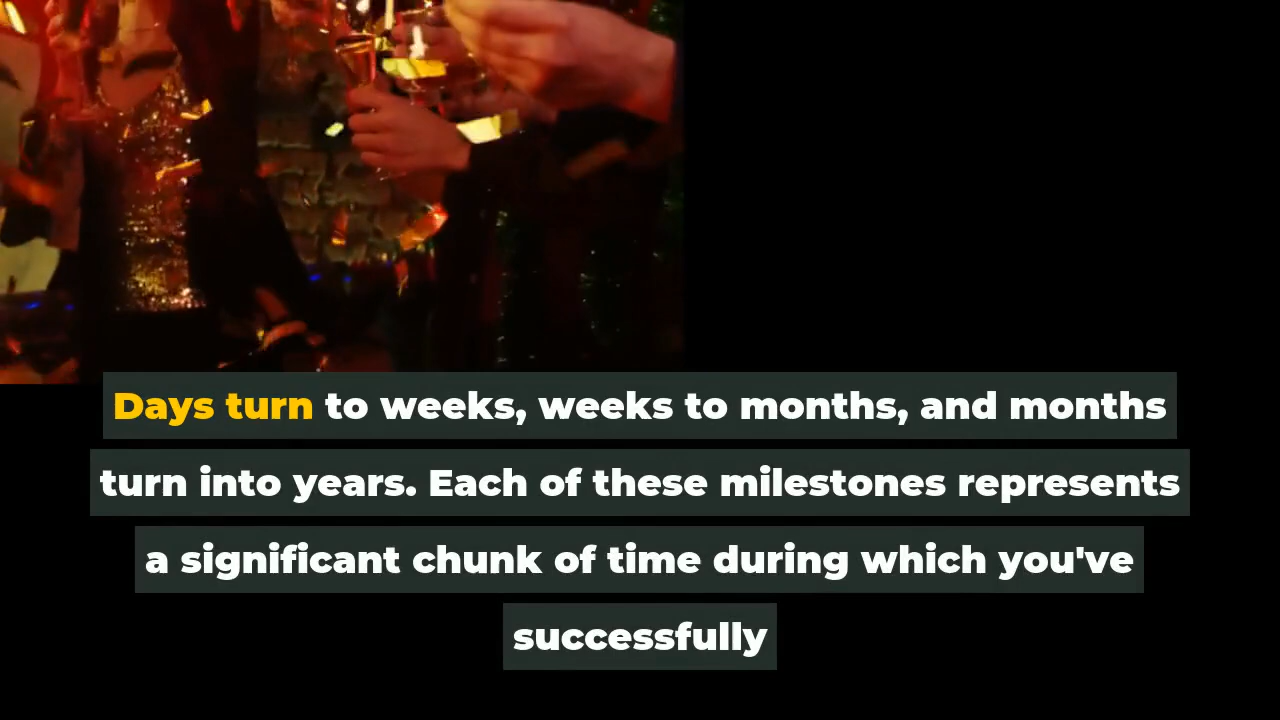 Days turn to weeks, weeks to months, and months
turn into years. Each of these milestones represents
a significant chunk of time during which you've
successfully